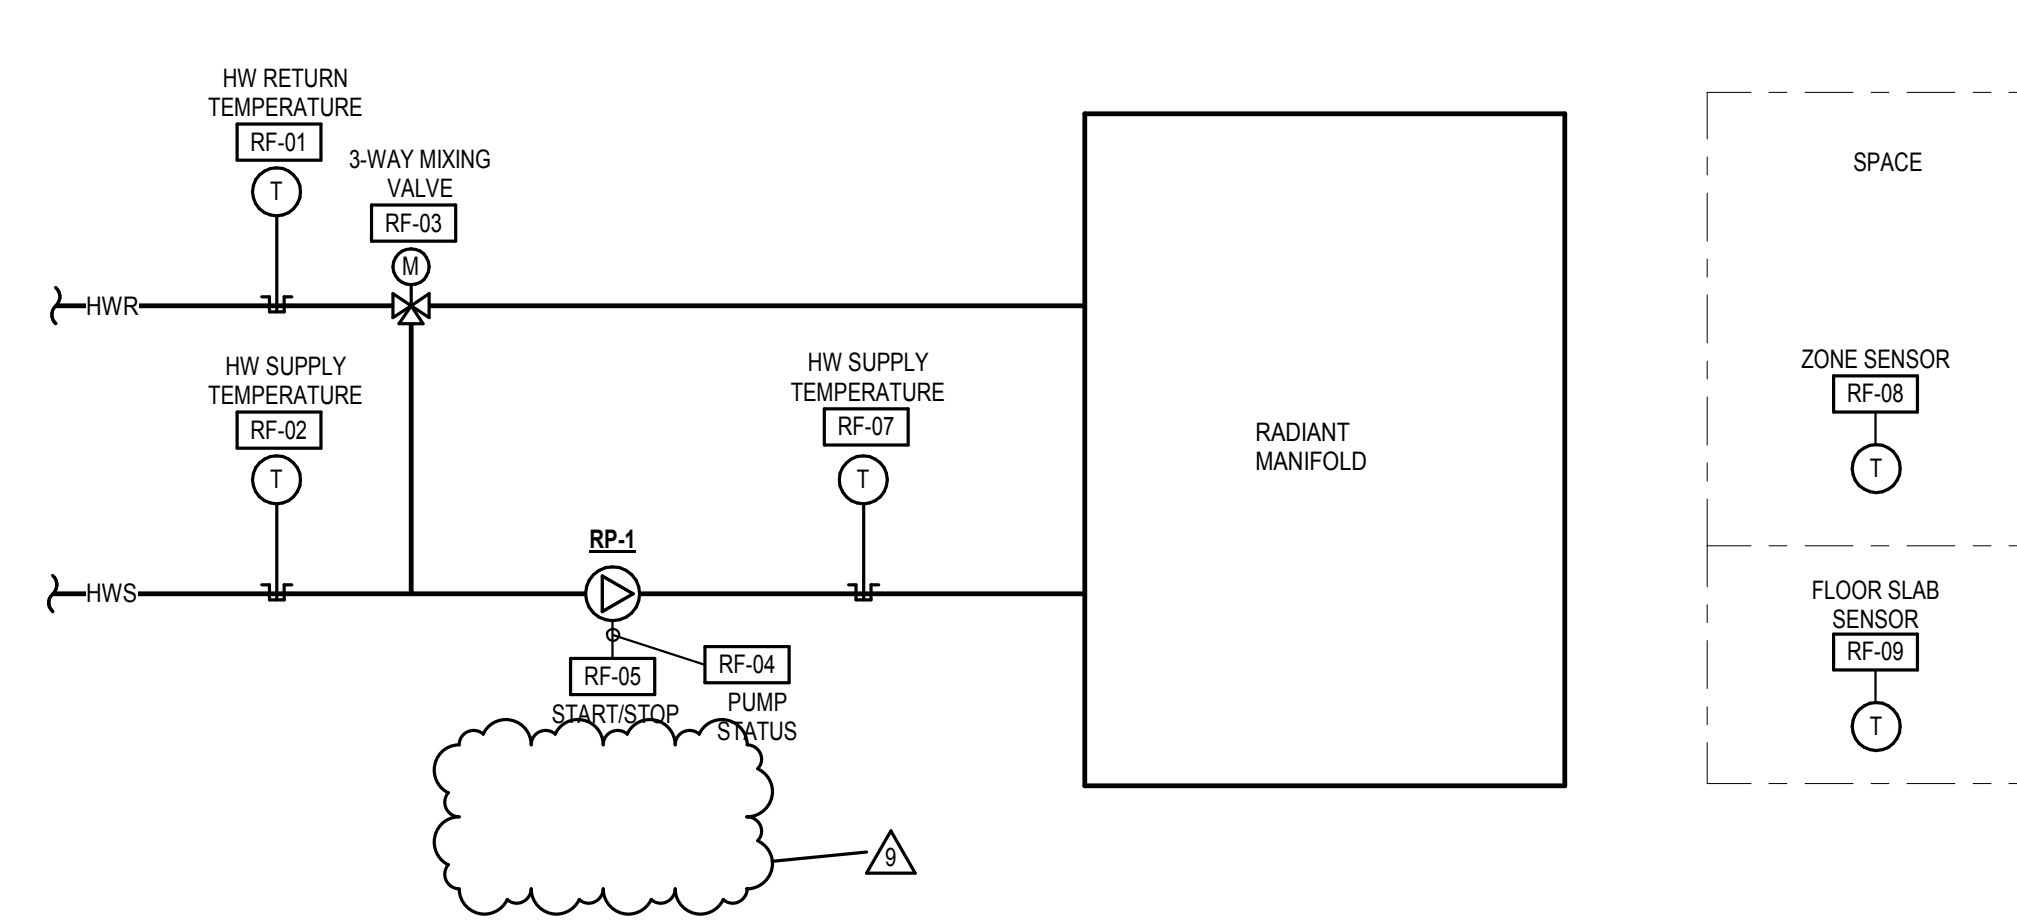 HW RETURN
TEMPERATURE
RF-01
T
3-WAY MIXING
VALVE
RF-03
M
HWR
HW SUPPLY
TEMPERATURE
RF-02
T
HWS
RP-1
RF-05
START/STOP
RF-04
PUMP
STATUS
HW SUPPLY
TEMPERATURE
RF-07
T
9
RADIANT
MANIFOLD
SPACE
ZONE SENSOR
RF-08
T
FLOOR SLAB
SENSOR
RF-09
T